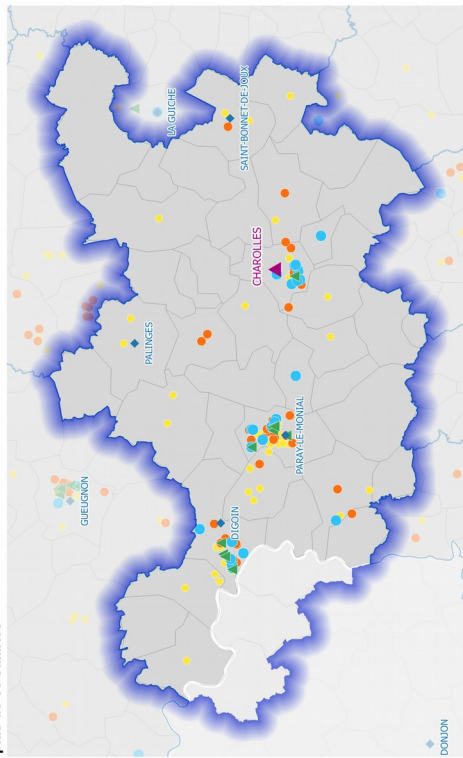 LA GUICHE
SAINT-BONNET-DE-JOUX
CHAROLLES
PALINGES
PARAY-LE-MONIAL
GUEUGNON
DIGOIN
DONJON